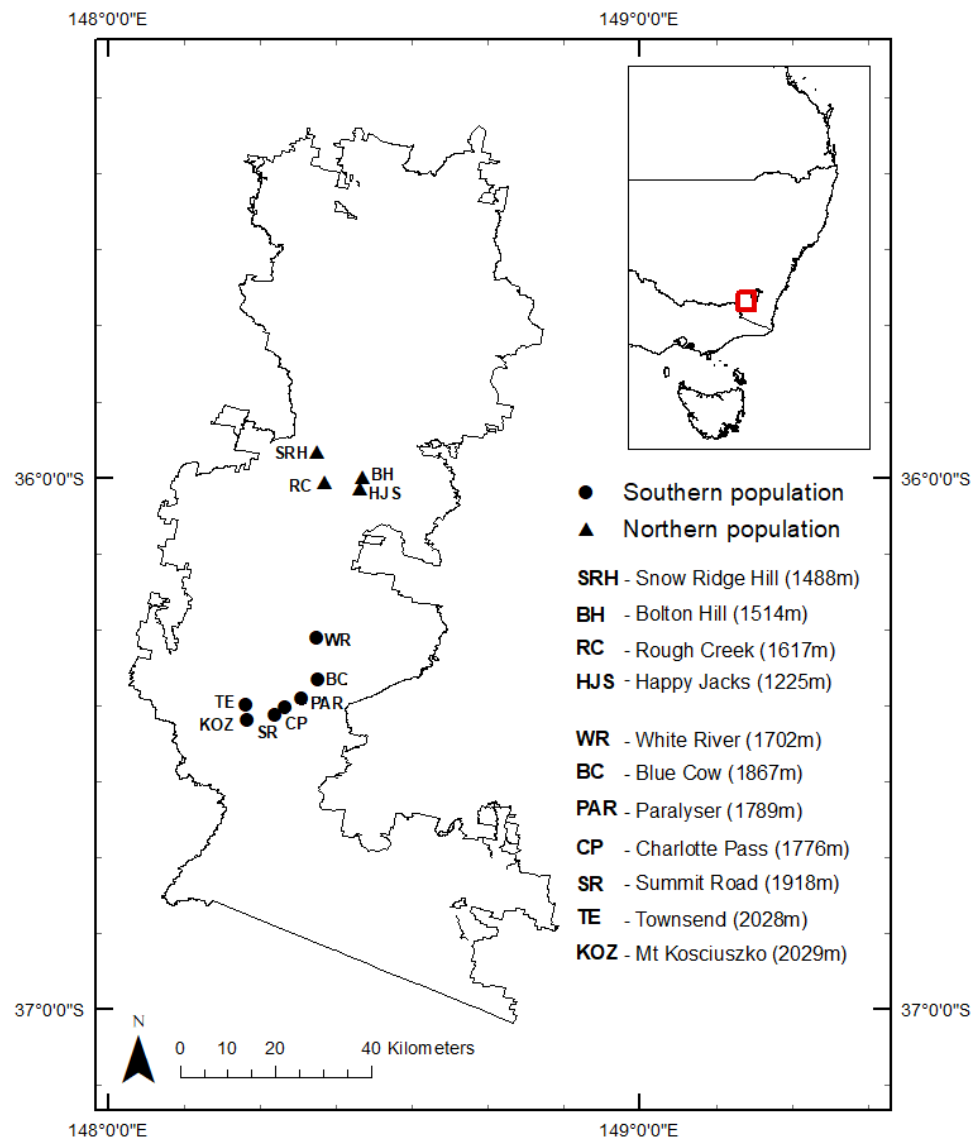 148°0'0"E 149°0'0"E
SRH
BH
RC
HJS
36°0'0"S 36°0'0"S
Southern population
Northern population
SRH - Snow Ridge Hill (1488m)
BH - Bolton Hill (1514m)
RC - Rough Creek (1617m)
HJS - Happy Jacks (1225m)
WR
BC
TE
PAR
KOZ
SR
CP
WR - White River (1702m)
BC - Blue Cow (1867m)
PAR - Paralyser (1789m)
CP - Charlotte Pass (1776m)
SR - Summit Road (1918m)
TE - Townsend (2028m)
KOZ - Mt Kosciuszko (2029m)
37°0'0"S 37°0'0"S
N
0 10 20 40 Kilometers
148°0'0"E 149°0'0"E